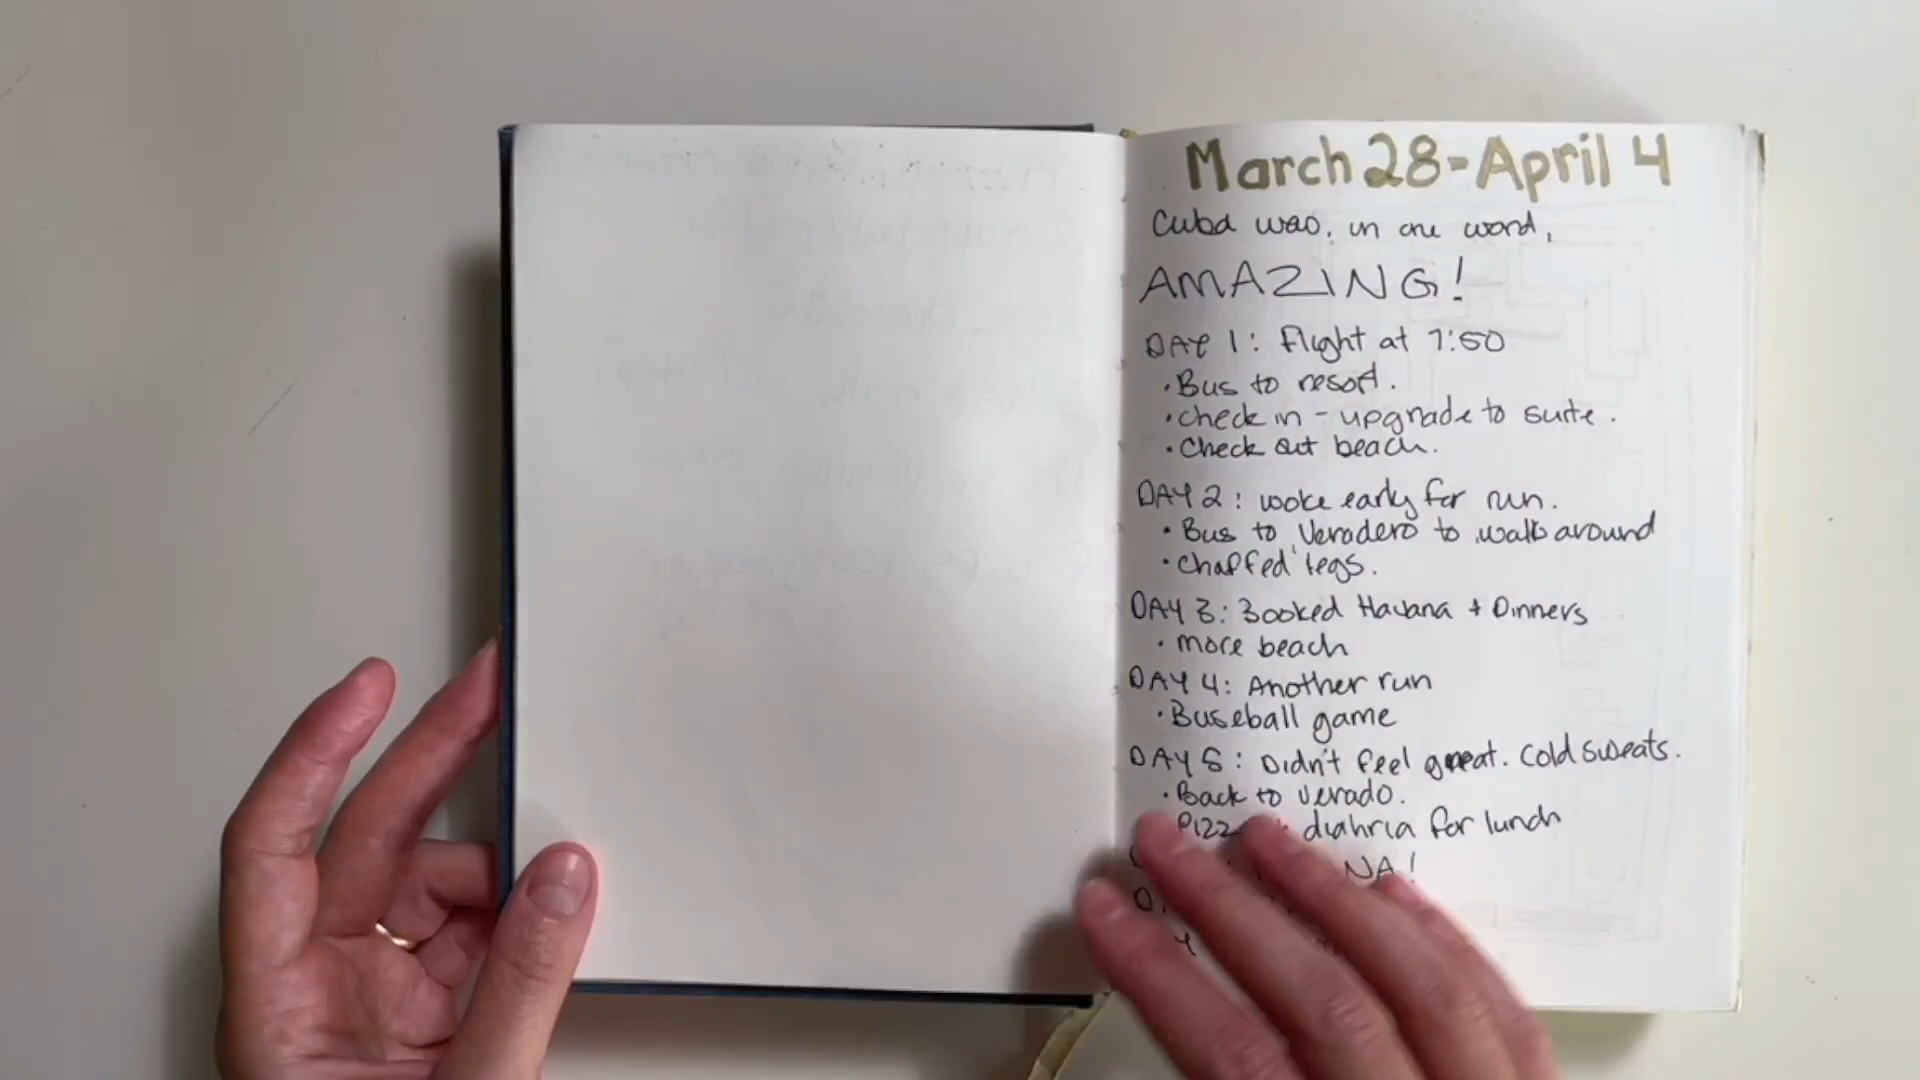 March 28-April 4
Cuba was, in one word,
AMAZING!
DAY 1: Flight at 7:50
• Bus to resort.
• check in - upgrade to suite.
• Check out beach.
DAY 2: woke early for run.
• Bus to Veradero to walk around
• Chaffed legs.
DAY 3: Booked Havana + Dinners
• more beach
DAY 4: Another run
• Buseball game
DAY 5: Didn't feel great. Cold sweats.
• Back to Verado.
diahria for lunch